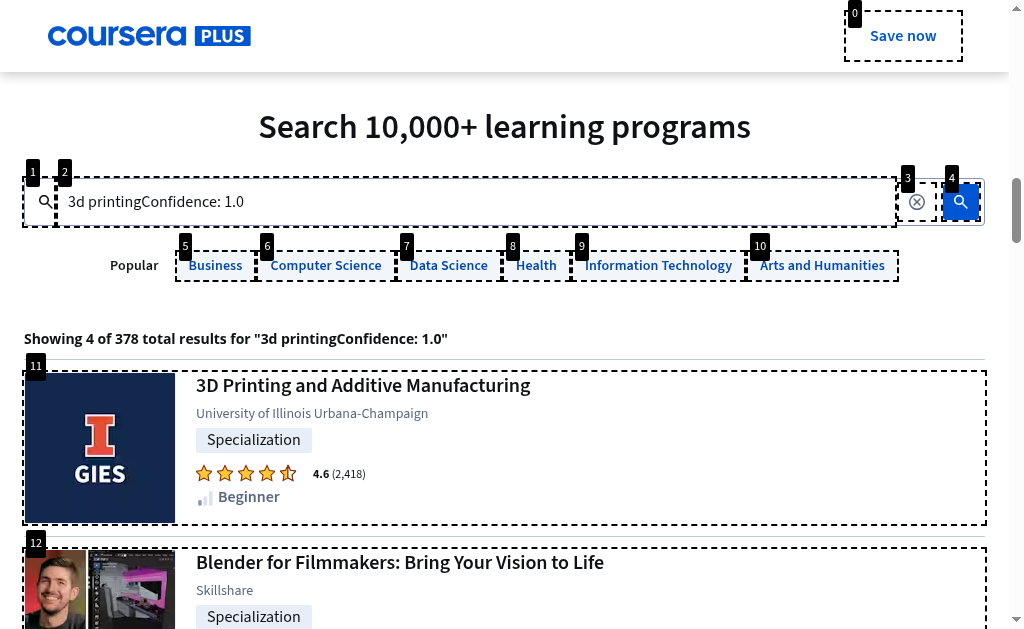 coursera PLUS
0
Save now
Search 10,000+ learning programs
1
2
3
4
3d printingConfidence: 1.0
5
6
7
8
9
10
Popular
Business
Computer Science
Data Science
Health
Information Technology
Arts and Humanities
Showing 4 of 378 total results for "3d printingConfidence: 1.0"
11
I
GIES
3D Printing and Additive Manufacturing
University of Illinois Urbana-Champaign
Specialization
4.6 (2,418)
Beginner
12
Blender for Filmmakers: Bring Your Vision to Life
Skillshare
Specialization